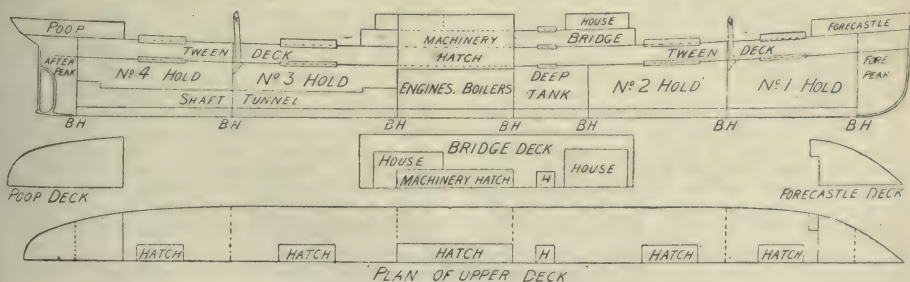 POOP
HOUSE
FORECASTLE
MACHINERY
BRIDGE
TWEEN DECK
HATCH
TWEEN DECK
AFTER PEAK
Nº 4 HOLD
Nº 3 HOLD
ENGINES. BOILERS
DEEP TANK
Nº 2 HOLD
Nº 1 HOLD
FORE PEAK
SHAFT TUNNEL
BH BH BH BH BH BH BH
BRIDGE DECK
HOUSE
MACHINERY HATCH
H
HOUSE
POOP DECK
FORECASTLE DECK
HATCH HATCH HATCH H HATCH HATCH
PLAN OF UPPER DECK